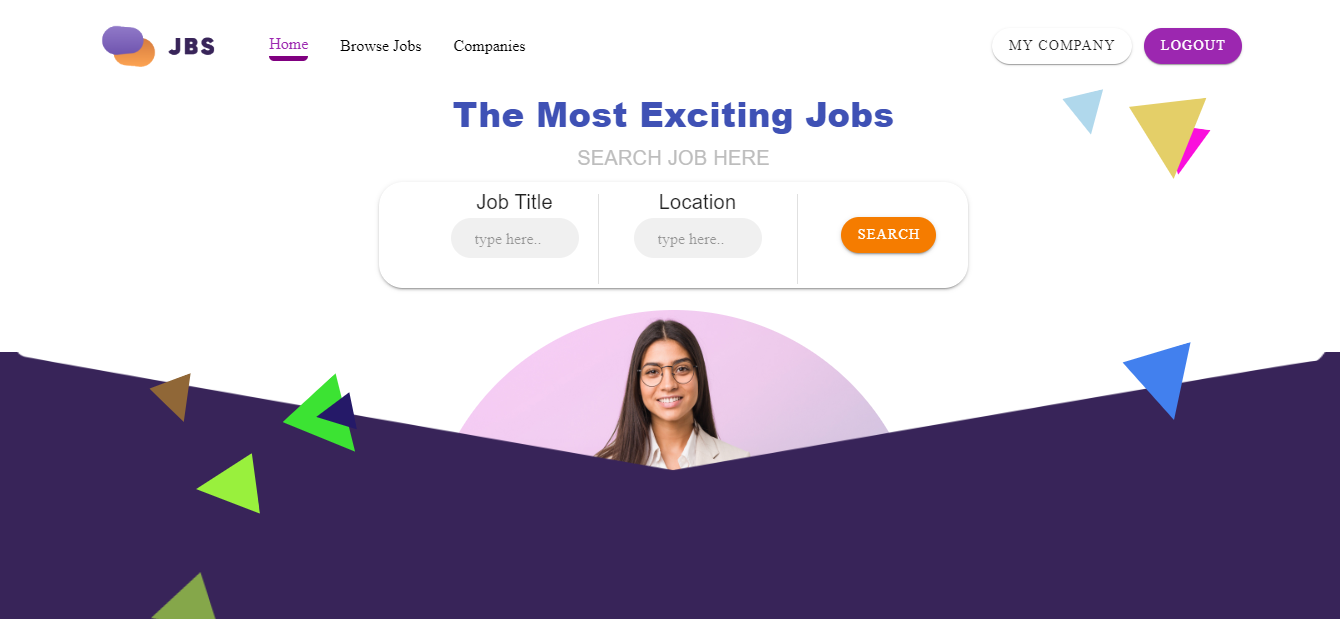 JBS
Home
Browse Jobs
Companies
MY COMPANY
LOGOUT
The Most Exciting Jobs
SEARCH JOB HERE
Job Title
type here..
Location
type here..
SEARCH